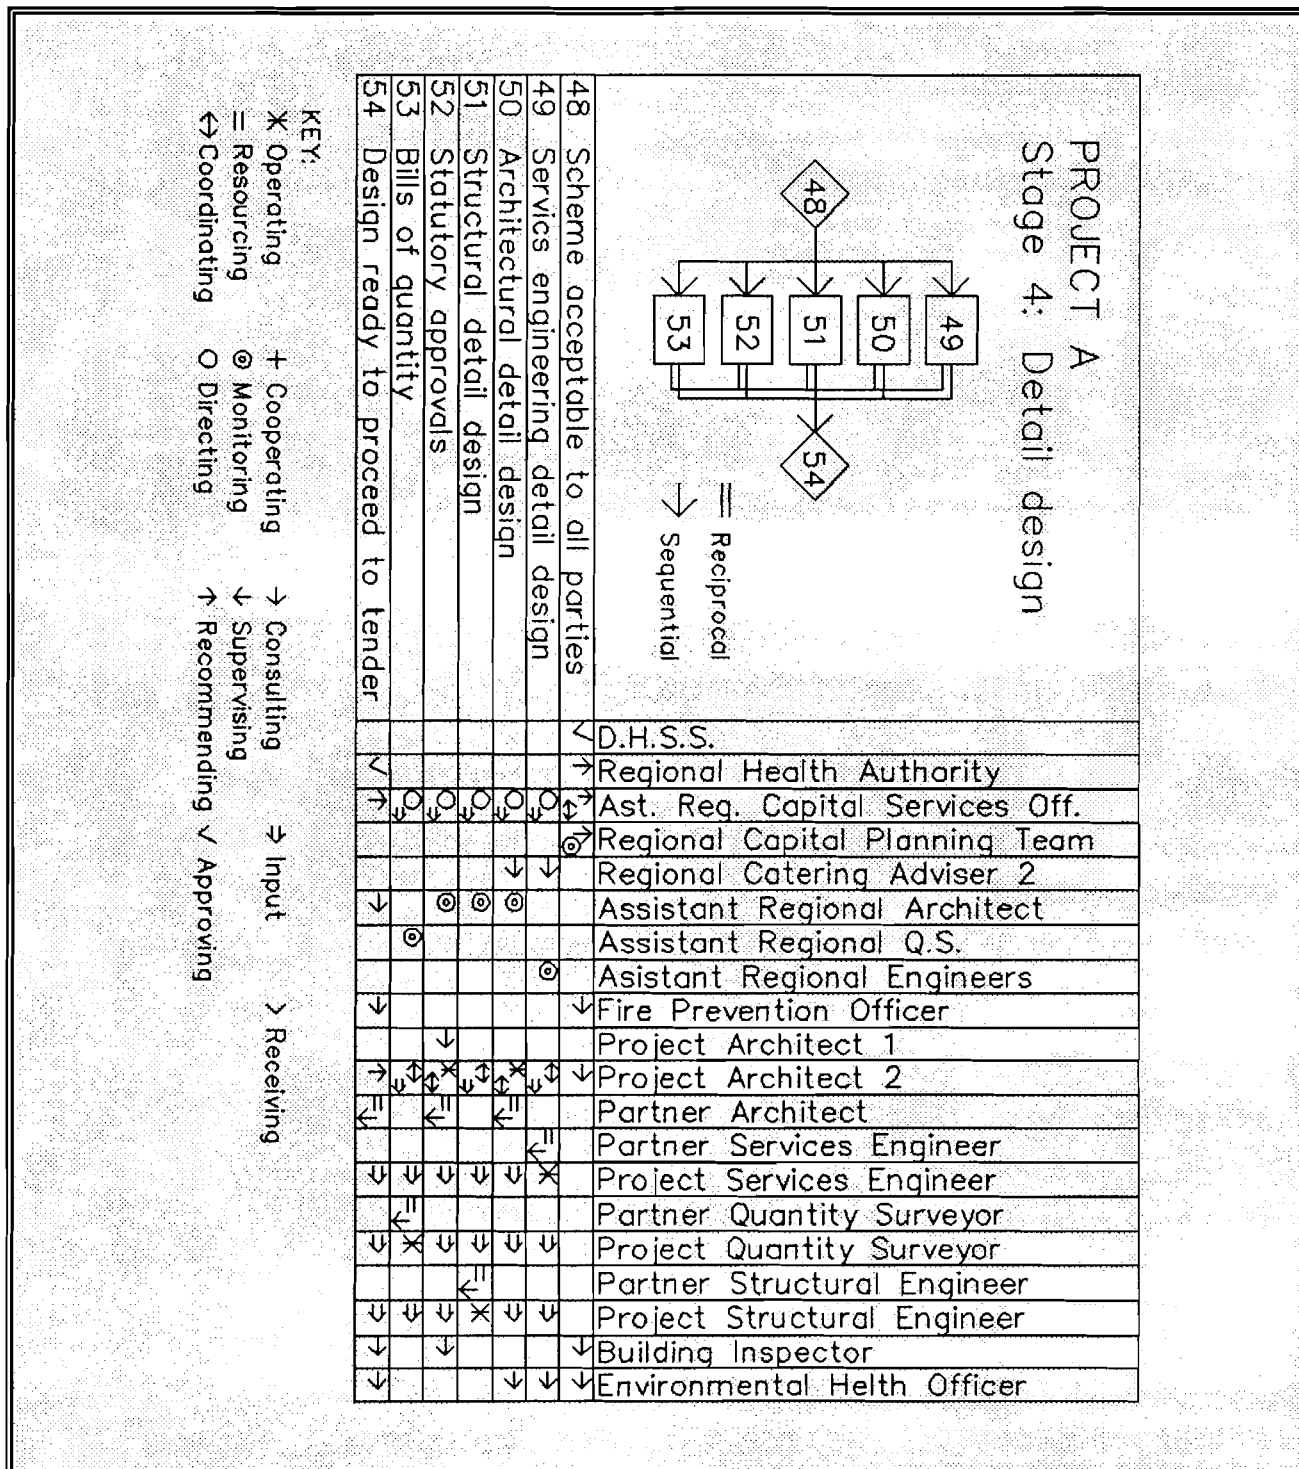 PROJECT A
Stage 4: Detail design
48
49
50
51
52
53
54
= Reciprocal
→ Sequential
D.H.S.S.
Regional Health Authority
Ast. Reg. Capital Services Off.
Regional Capital Planning Team
Regional Catering Adviser 2
Assistant Regional Architect
Assistant Regional Q.S.
Asistant Regional Engineers
Fire Prevention Officer
Project Architect 1
Project Architect 2
Partner Architect
Partner Services Engineer
Project Services Engineer
Partner Quantity Surveyor
Project Quantity Surveyor
Partner Structural Engineer
Project Structural Engineer
Building Inspector
Environmental Helth Officer
48 Scheme acceptable to all parties
49 Servics engineering detail design
50 Architectural detail design
51 Structural detail design
52 Statutory approvals
53 Bills of quantity
54 Design ready to proceed to tender
KEY:
* Operating + Cooperating → Consulting ⇒ Input > Receiving
= Resourcing ◎ Monitoring ↓ Supervising
↔ Coordinating O Directing ↑ Recommending √ Approving